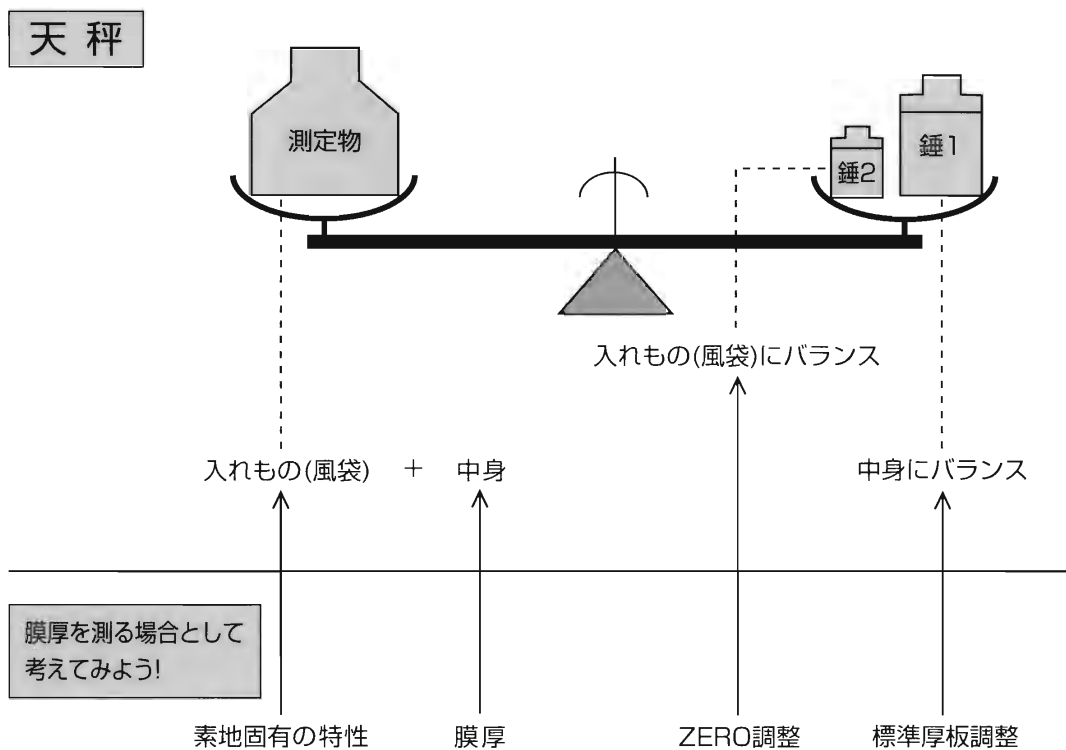 天 秤
測定物
錘2
錘1
入れもの(風袋)にバランス
入れもの(風袋) + 中身
中身にバランス
膜厚を測る場合として
考えてみよう!
素地固有の特性
膜厚
ZERO調整
標準厚板調整